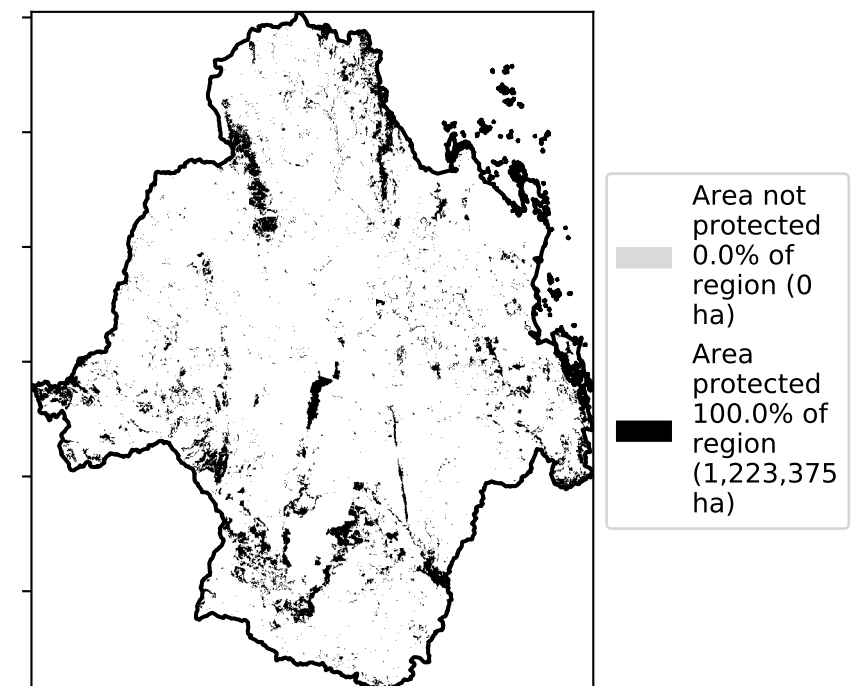 Area not
protected
0.0% of
region (0
ha)
Area
protected
100.0% of
region
(1,223,375
ha)